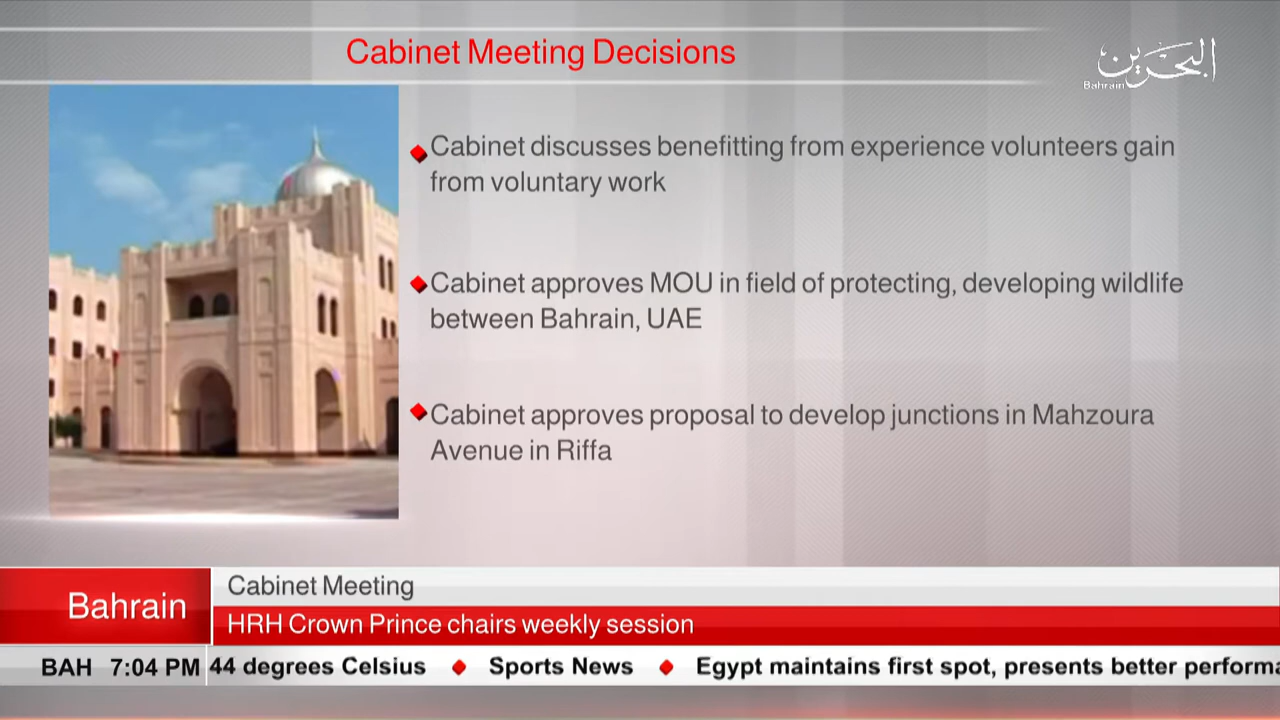 Cabinet Meeting Decisions
البحرين
Bahrain
Cabinet discusses benefitting from experience volunteers gain
from voluntary work
Cabinet approves MOU in field of protecting, developing wildlife
between Bahrain, UAE
Cabinet approves proposal to develop junctions in Mahzoura
Avenue in Riffa
Bahrain
Cabinet Meeting
HRH Crown Prince chairs weekly session
BAH 7:04 PM 44 degrees Celsius Sports News Egypt maintains first spot, presents better performa